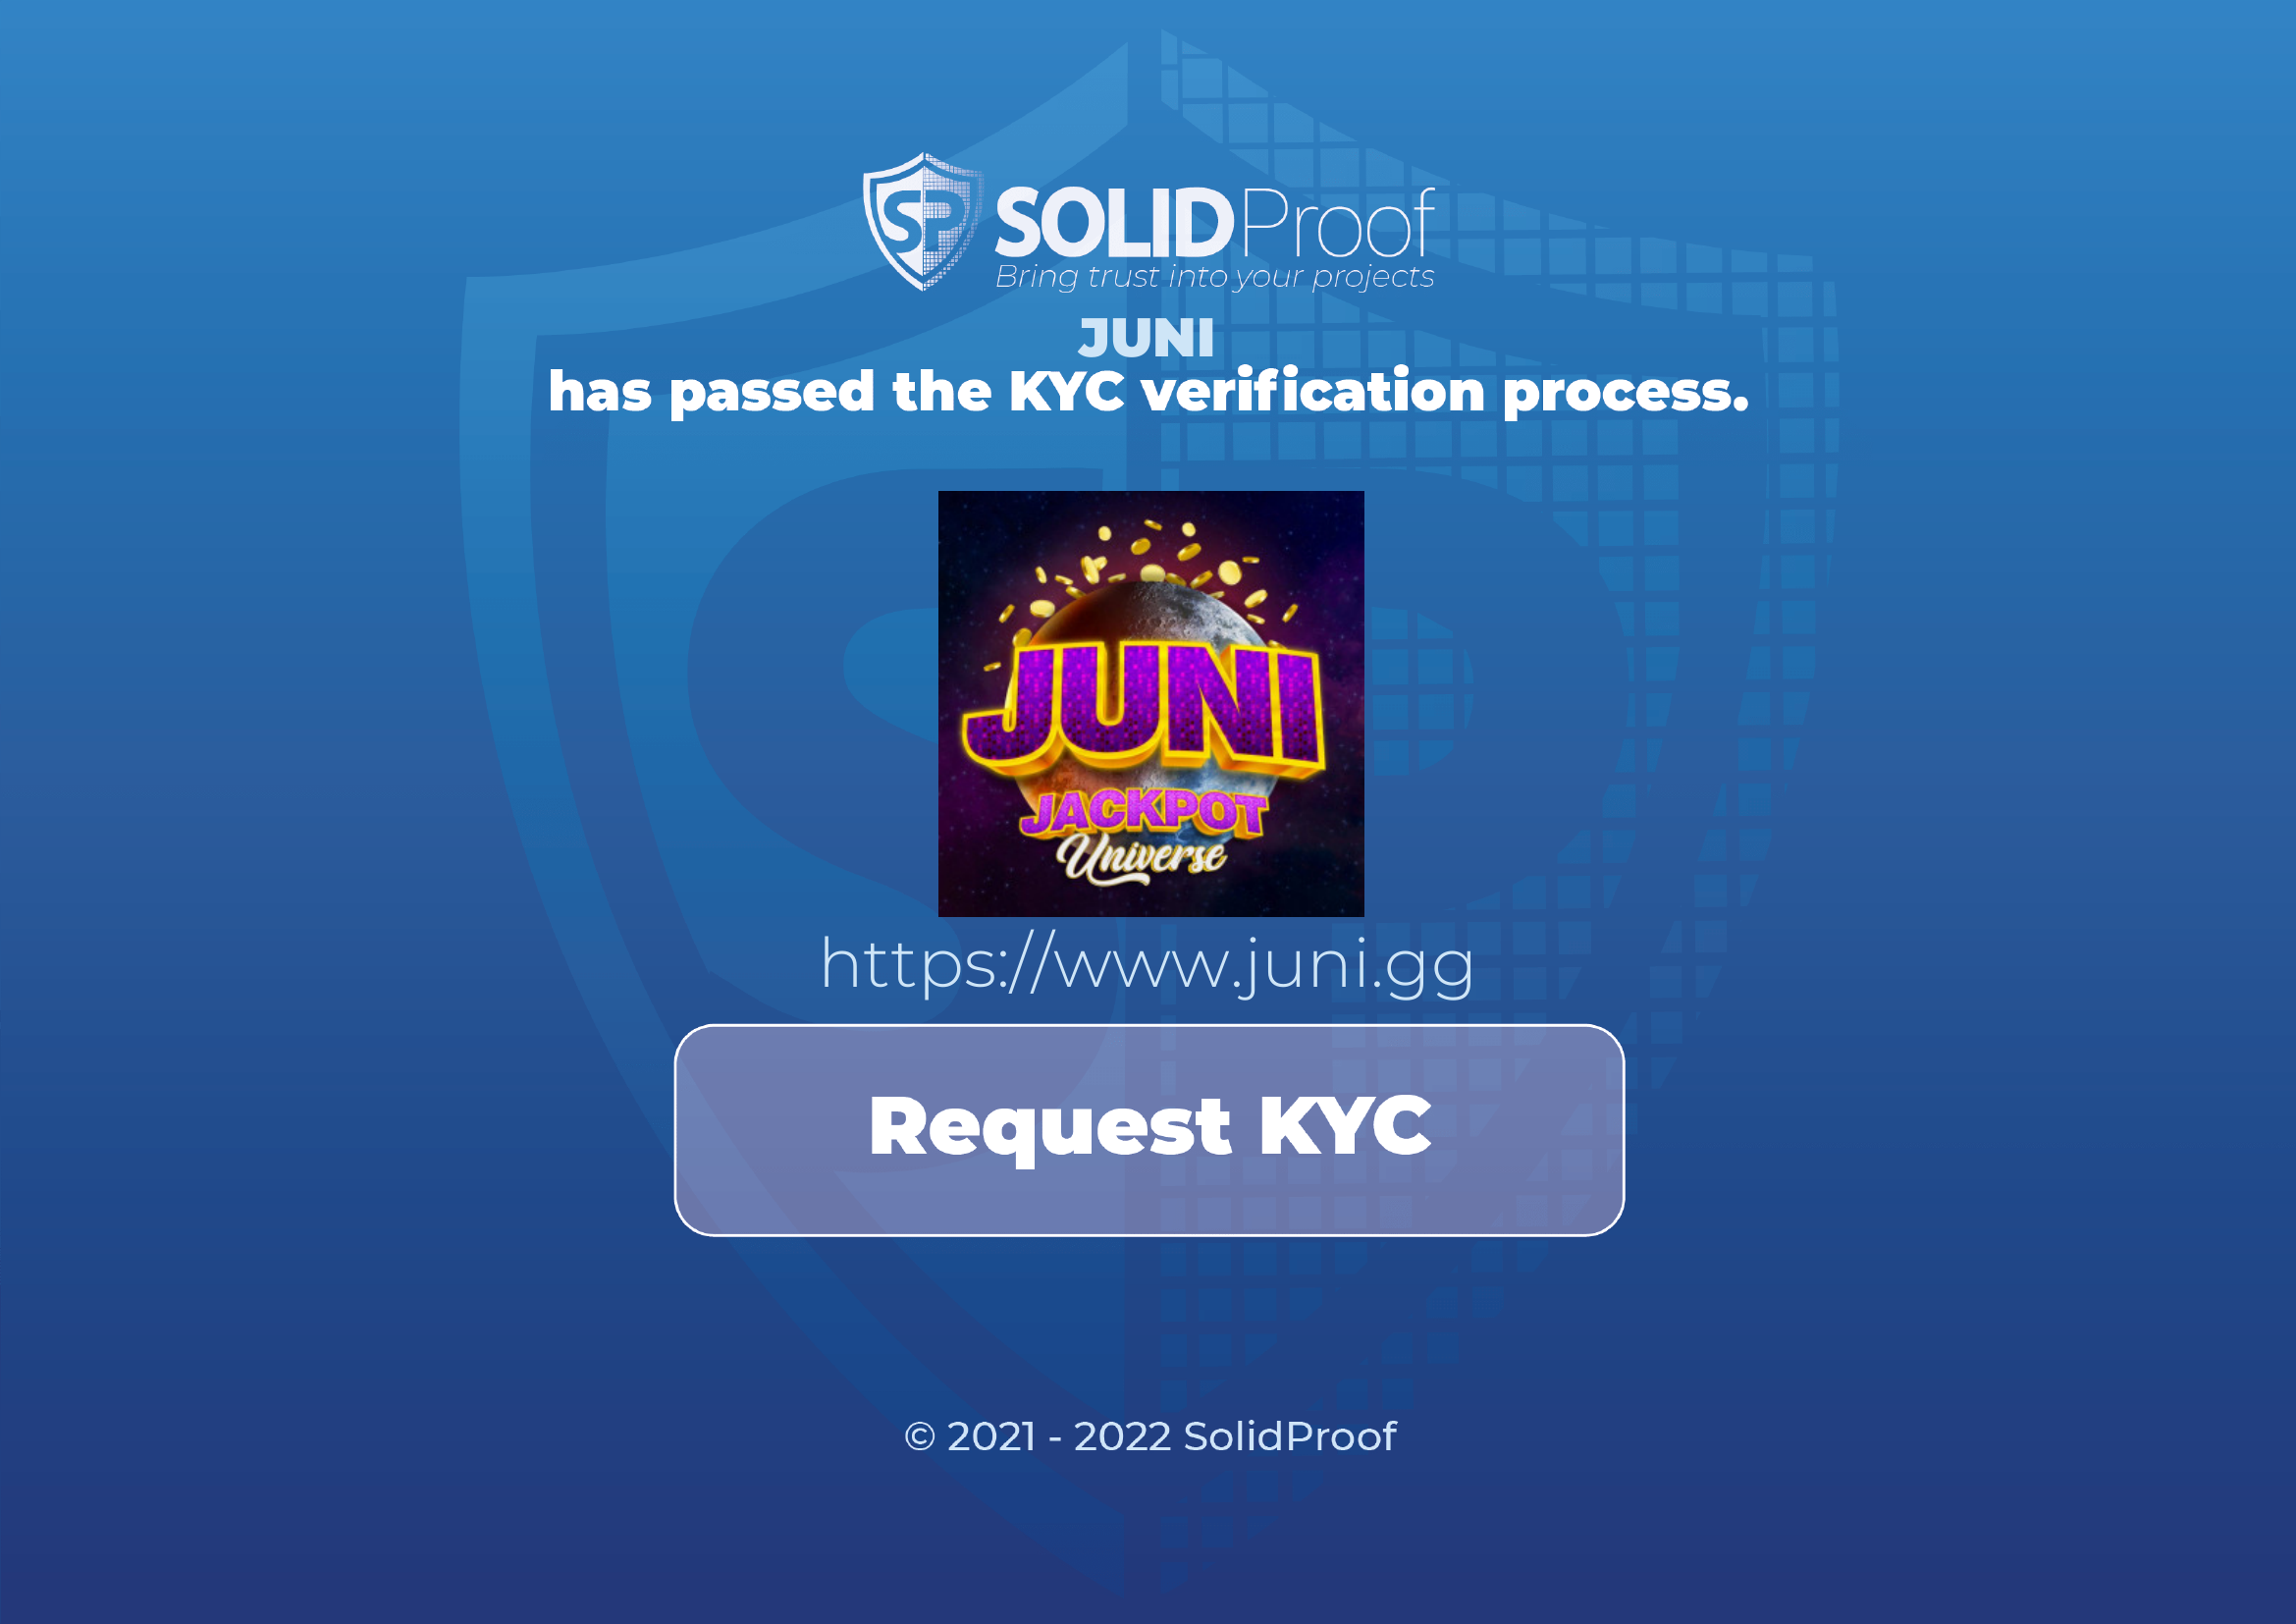 SP SOLIDProof
Bring trust into your projects
JUNI
has passed the KYC verification process.
JUNI
JACKPOT
Universe
https://www.juni.gg
Request KYC
© 2021 - 2022 SolidProof